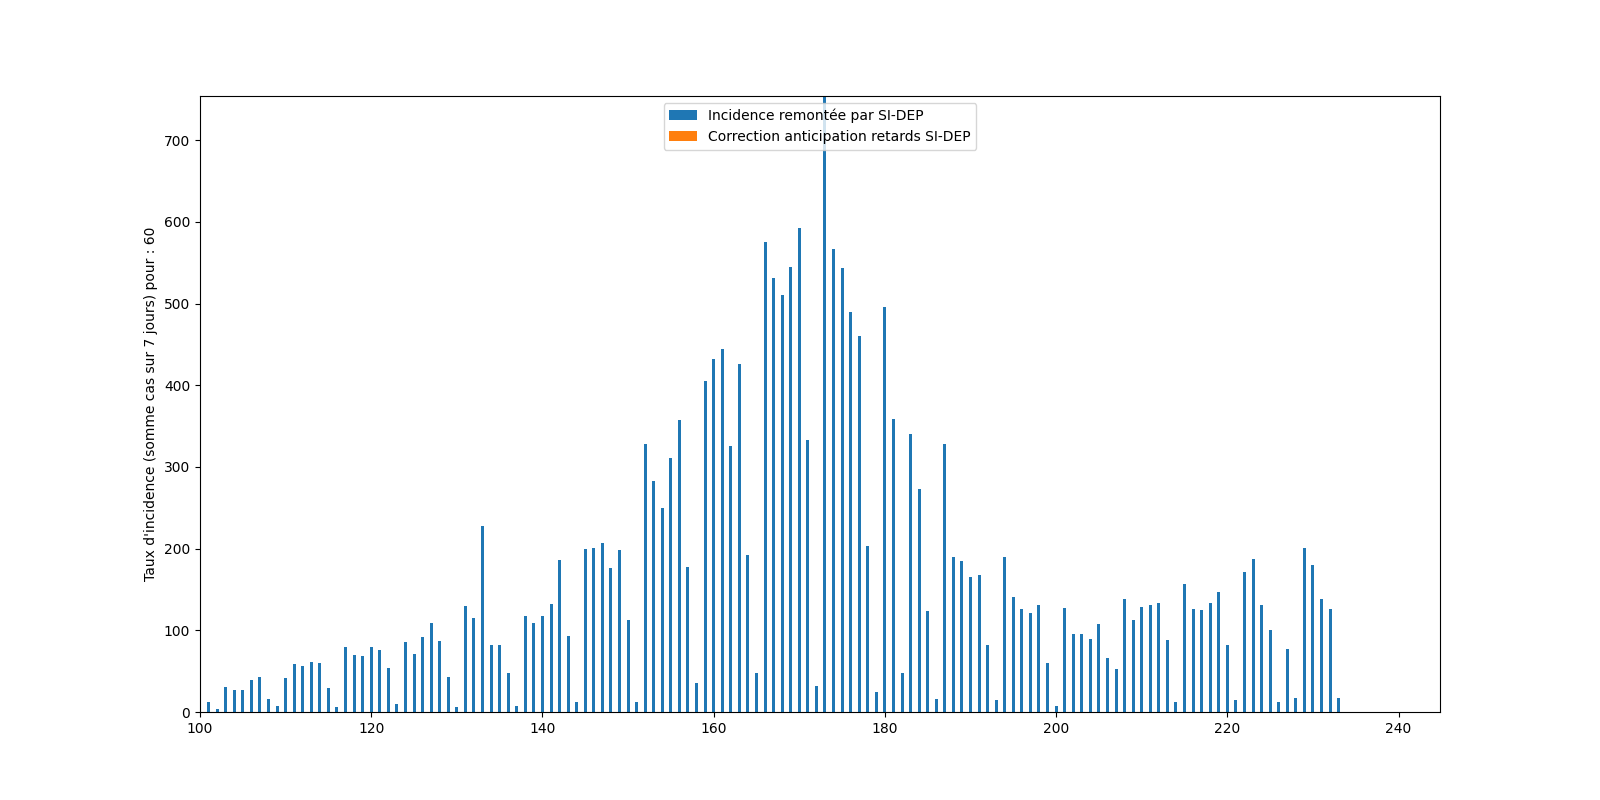 Incidence remontée par SI-DEP
Correction anticipation retards SI-DEP
Taux d'incidence (somme cas sur 7 jours) pour : 60
700
600
500
400
300
200
100
0
100 120 140 160 180 200 220 240